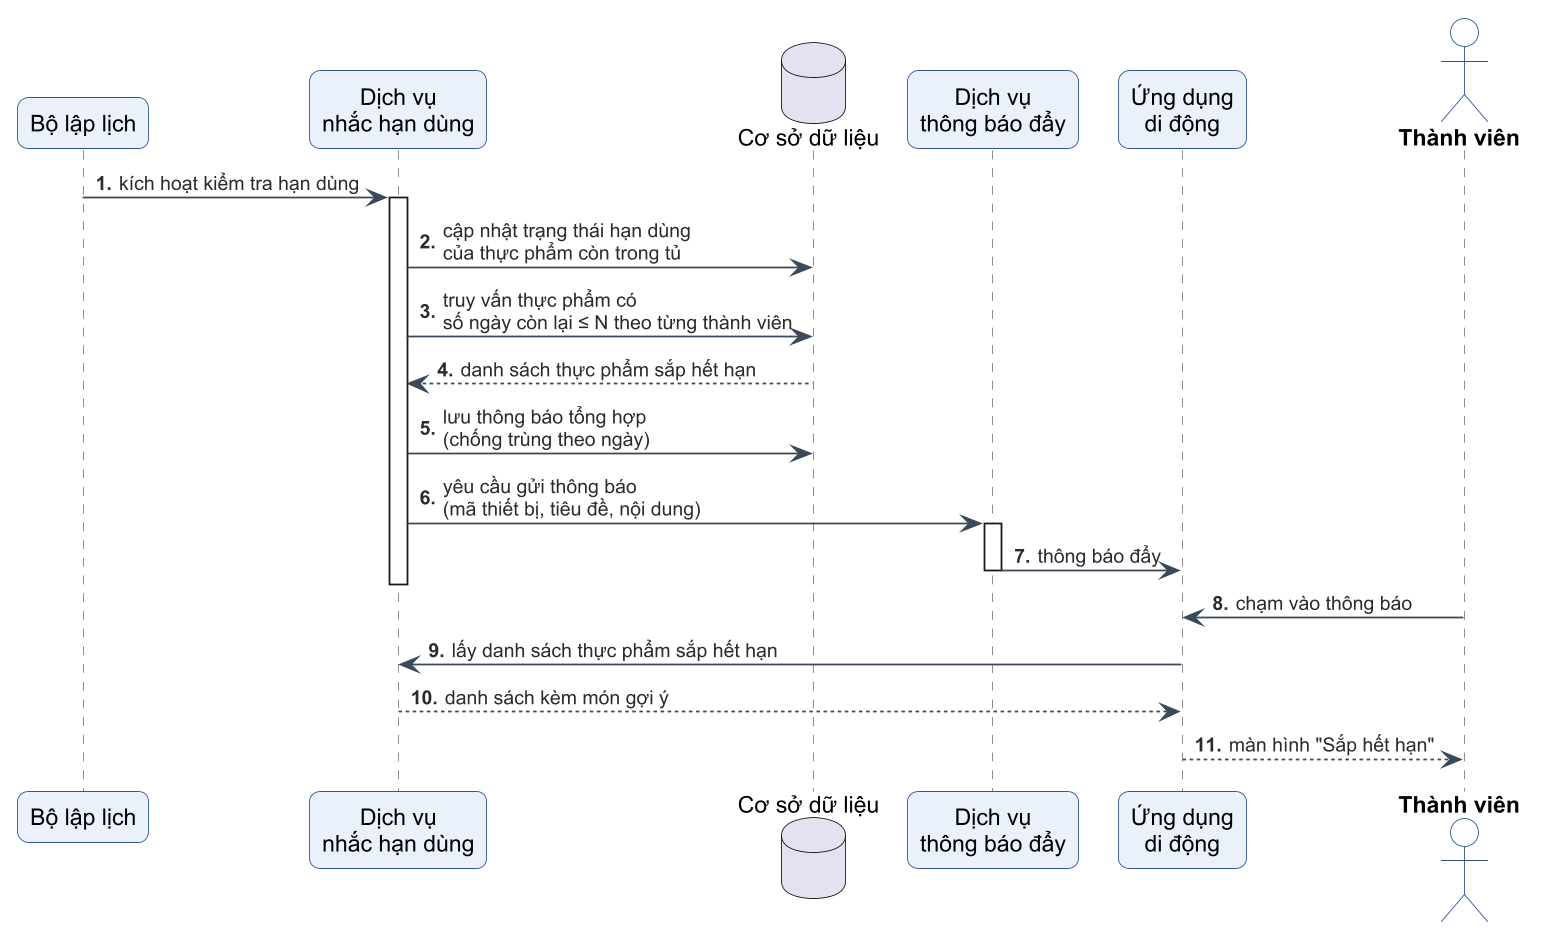 Bộ lập lịch
Dịch vụ
nhắc hạn dùng
Cơ sở dữ liệu
Dịch vụ
thông báo đẩy
Ứng dụng
di động
Thành viên
1. kích hoạt kiểm tra hạn dùng
2. cập nhật trạng thái hạn dùng
của thực phẩm còn trong tủ
3. truy vấn thực phẩm có
số ngày còn lại ≤ N theo từng thành viên
4. danh sách thực phẩm sắp hết hạn
5. lưu thông báo tổng hợp
(chống trùng theo ngày)
6. yêu cầu gửi thông báo
(mã thiết bị, tiêu đề, nội dung)
7. thông báo đẩy
8. chạm vào thông báo
9. lấy danh sách thực phẩm sắp hết hạn
10. danh sách kèm món gợi ý
11. màn hình "Sắp hết hạn"
Bộ lập lịch
Dịch vụ
nhắc hạn dùng
Cơ sở dữ liệu
Dịch vụ
thông báo đẩy
Ứng dụng
di động
Thành viên